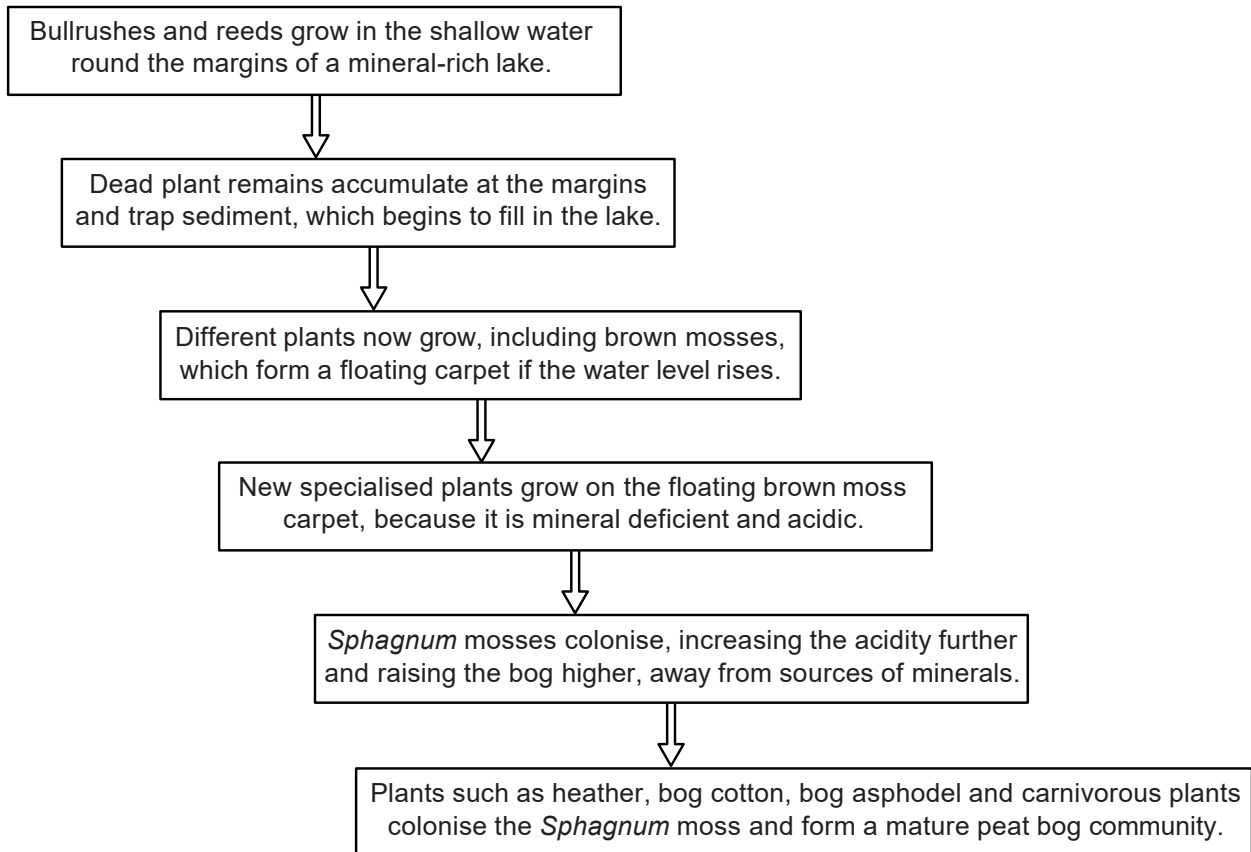 Bullrushes and reeds grow in the shallow water
round the margins of a mineral-rich lake.
Dead plant remains accumulate at the margins
and trap sediment, which begins to fill in the lake.
Different plants now grow, including brown mosses,
which form a floating carpet if the water level rises.
New specialised plants grow on the floating brown moss
carpet, because it is mineral deficient and acidic.
Sphagnum mosses colonise, increasing the acidity further
and raising the bog higher, away from sources of minerals.
Plants such as heather, bog cotton, bog asphodel and carnivorous plants
colonise the Sphagnum moss and form a mature peat bog community.